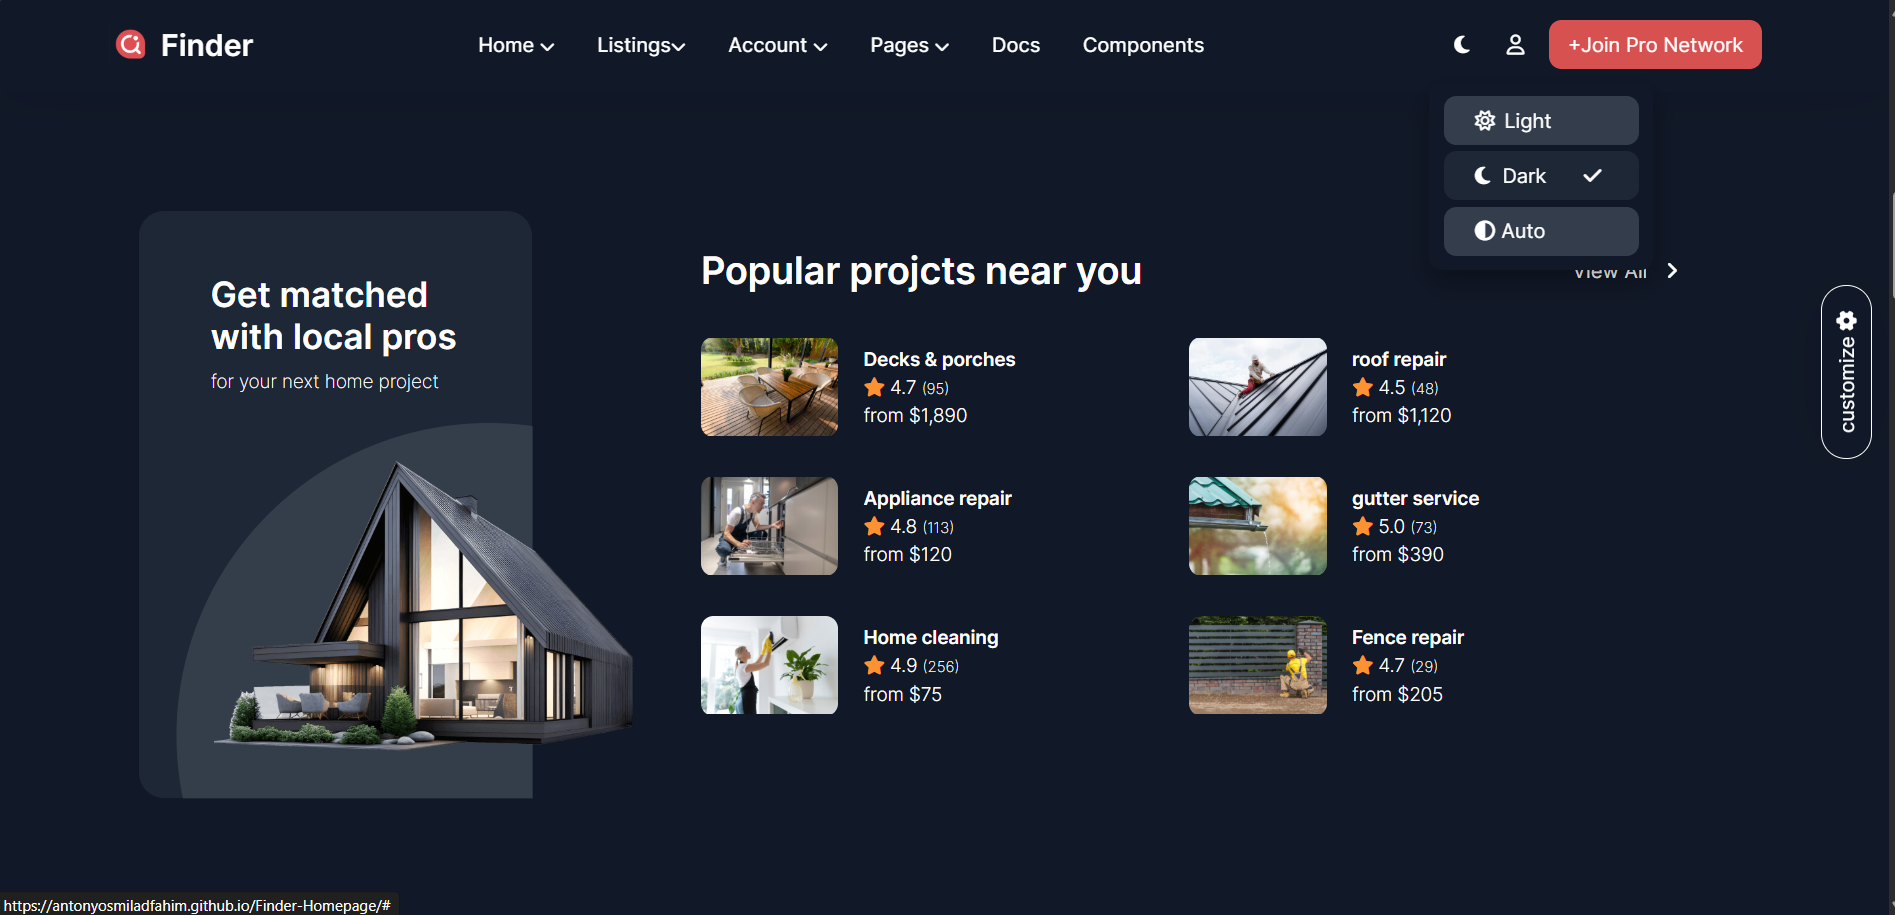 Finder
Home
Listings
Account
Pages
Docs
Components
+Join Pro Network
Light
Dark
Auto
Get matched
with local pros
for your next home project
Popular projcts near you
View All
customize
Decks & porches
4.7 (95)
from $1,890
roof repair
4.5 (48)
from $1,120
Appliance repair
4.8 (113)
from $120
gutter service
5.0 (73)
from $390
Home cleaning
4.9 (256)
from $75
Fence repair
4.7 (29)
from $205
https://antonyosmiladfahim.github.io/Finder-Homepage/#